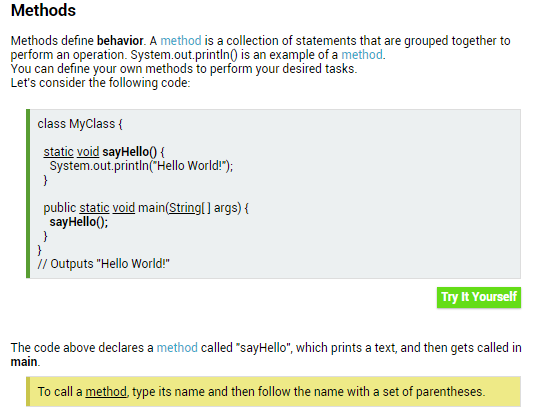 Methods
Methods define behavior. A method is a collection of statements that are grouped together to
perform an operation. System.out.println() is an example of a method.
You can define your own methods to perform your desired tasks.
Let's consider the following code:
class MyClass {
static void sayHello() {
System.out.println("Hello World!");
}
public static void main(String[ ] args) {
sayHello();
}
}
// Outputs "Hello World!"
Try It Yourself
The code above declares a method called "sayHello", which prints a text, and then gets called in
main.
To call a method, type its name and then follow the name with a set of parentheses.